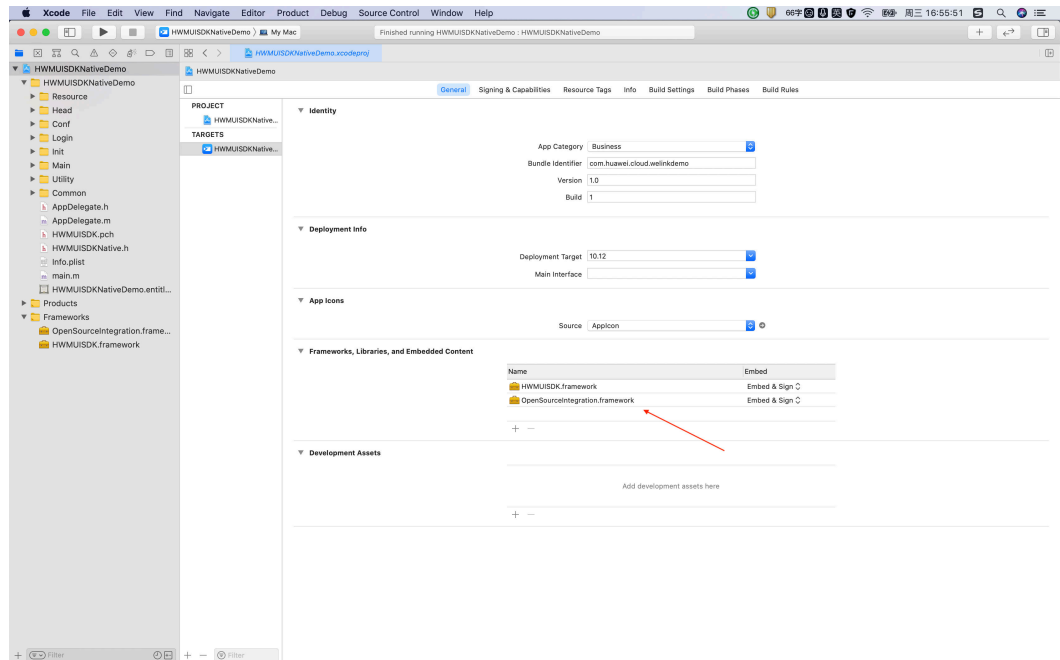 Xcode File Edit View Find Navigate Editor Product Debug Source Control Window Help 66字 英 周三 16:55:51
HWMUISDKNativeDemo My Mac Finished running HWMUISDKNativeDemo : HWMUISDKNativeDemo
HWMUISDKNativeDemo.xcodeproj
HWMUISDKNativeDemo
HWMUISDKNativeDemo
Resource
Head
Conf
Login
Init
Main
Utility
Common
AppDelegate.h
AppDelegate.m
HWMUISDK.pch
HWMUISDKNative.h
Info.plist
main.m
HWMUISDKNativeDemo.entitl...
Products
Frameworks
OpenSourceIntegration.frame...
HWMUISDK.framework
Filter
HWMUISDKNativeDemo
General Signing & Capabilities Resource Tags Info Build Settings Build Phases Build Rules
PROJECT
HWMUISDKNative...
TARGETS
HWMUISDKNative...
Filter
Identity
App Category Business
Bundle Identifier com.huawei.cloud.welinkdemo
Version 1.0
Build 1
Deployment Info
Deployment Target 10.12
Main Interface
App Icons
Source AppIcon
Frameworks, Libraries, and Embedded Content
Name Embed
HWMUISDK.framework Embed & Sign
OpenSourceIntegration.framework Embed & Sign
Development Assets
Add development assets here